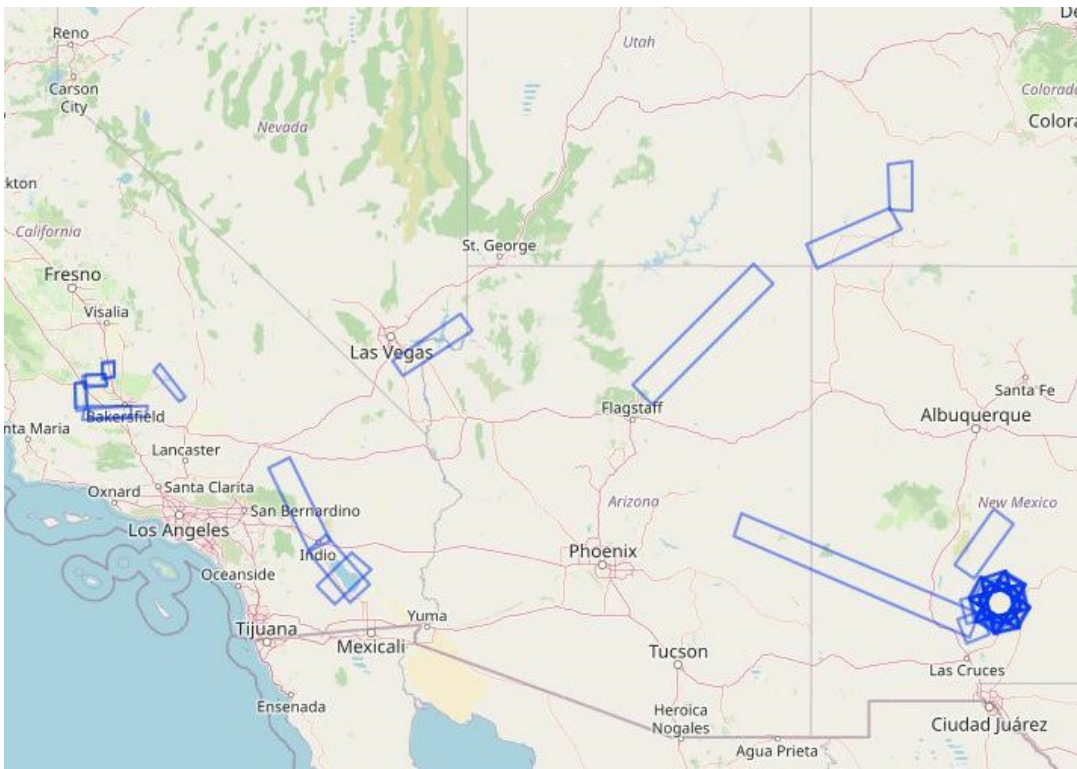 De
Reno
Utah
Carson
City
Colorado
Nevada
Colora
kton
California
St. George
Fresno
Visalia
Las Vegas
Santa Fe
Flagstaff
Bakersfield
Albuquerque
nta Maria
Lancaster
Oxnard
Santa Clarita
Arizona
New Mexico
San Bernardino
Los Angeles
Indio
Phoenix
Oceanside
Yuma
Tijuana
Mexicali
Tucson
Las Cruces
Ensenada
Heroica
Nogales
Ciudad Juárez
Agua Prieta